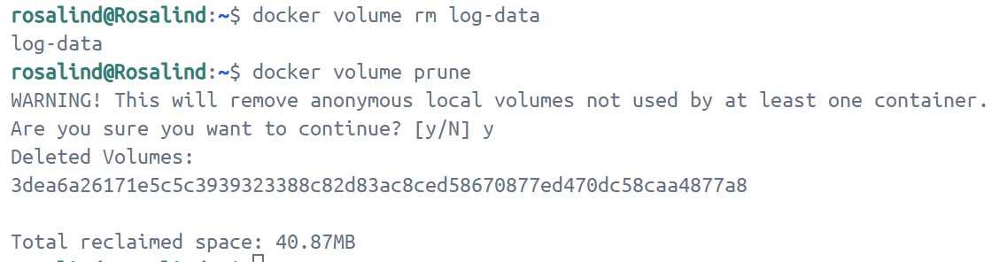 rosalind@Rosalind:~$ docker volume rm log-data
log-data
rosalind@Rosalind:~$ docker volume prune
WARNING! This will remove anonymous local volumes not used by at least one container.
Are you sure you want to continue? [y/N] y
Deleted Volumes:
3dea6a26171e5c5c3939323388c82d83ac8ced58670877ed470dc58caa4877a8

Total reclaimed space: 40.87MB